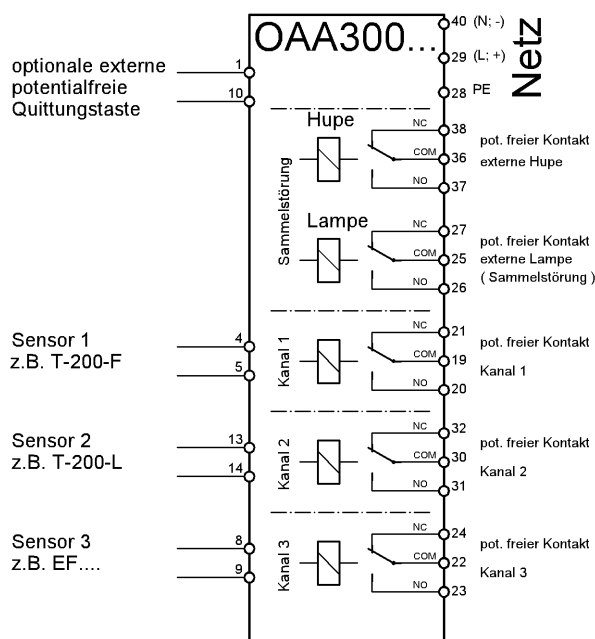 OAA300...
40 (N; -)
29 (L; +)
28 PE
Netz
optionale externe
potentialfreie
Quittungstaste
1
10
Sammelstörung
Hupe
NC
COM
NO
38
36
37
pot. freier Kontakt
externe Hupe
Lampe
NC
COM
NO
27
25
26
pot. freier Kontakt
externe Lampe
( Sammelstörung )
Sensor 1
z.B. T-200-F
4
5
Kanal 1
NC
COM
NO
21
19
20
pot. freier Kontakt
Kanal 1
Sensor 2
z.B. T-200-L
13
14
Kanal 2
NC
COM
NO
32
30
31
pot. freier Kontakt
Kanal 2
Sensor 3
z.B. EF....
8
9
Kanal 3
NC
COM
NO
24
22
23
pot. freier Kontakt
Kanal 3